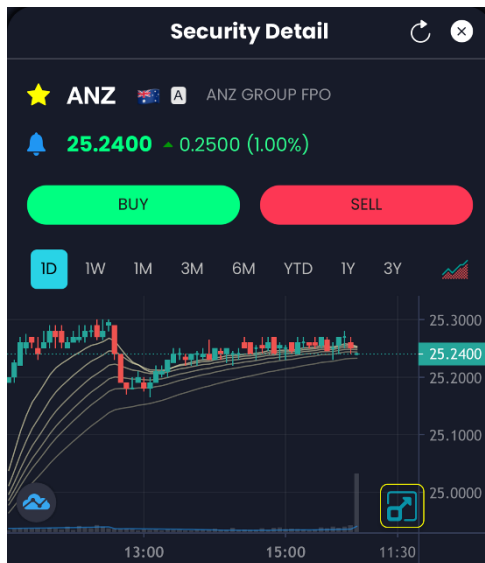 Security Detail
ANZ A ANZ GROUP FPO
25.2400 0.2500 (1.00%)
BUY SELL
1D 1W 1M 3M 6M YTD 1Y 3Y
25.3000
25.2400
25.2000
25.1000
25.0000
13:00 15:00 11:30